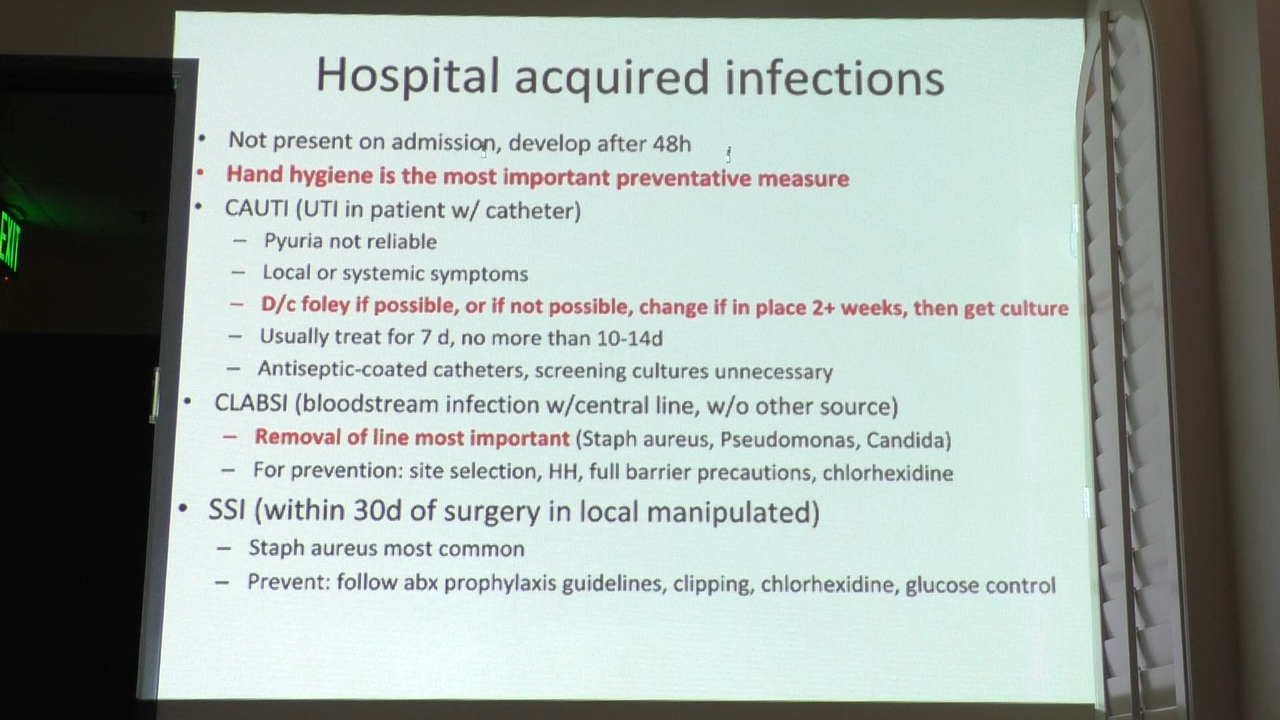 Hospital acquired infections
• Not present on admission, develop after 48h
• Hand hygiene is the most important preventative measure
• CAUTI (UTI in patient w/ catheter)
– Pyuria not reliable
– Local or systemic symptoms
– D/c foley if possible, or if not possible, change if in place 2+ weeks, then get culture
– Usually treat for 7 d, no more than 10-14d
– Antiseptic-coated catheters, screening cultures unnecessary
• CLABSI (bloodstream infection w/central line, w/o other source)
– Removal of line most important (Staph aureus, Pseudomonas, Candida)
– For prevention: site selection, HH, full barrier precautions, chlorhexidine
• SSI (within 30d of surgery in local manipulated)
– Staph aureus most common
– Prevent: follow abx prophylaxis guidelines, clipping, chlorhexidine, glucose control
EXIT